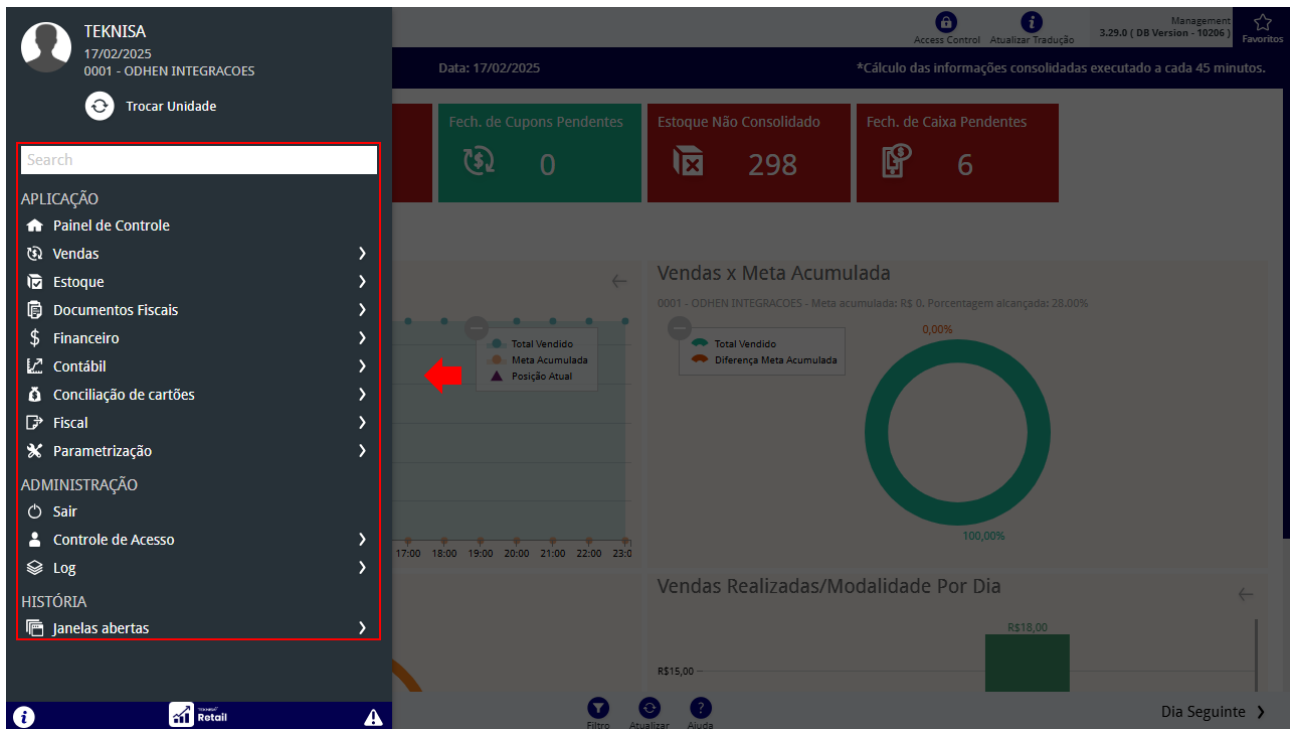 TEKNISA
17/02/2025
0001 - ODHEN INTEGRACOES
Trocar Unidade
Search
APLICAÇÃO
Painel de Controle
Vendas
Estoque
Documentos Fiscais
Financeiro
Contábil
Conciliação de cartões
Fiscal
Parametrização
ADMINISTRAÇÃO
Sair
Controle de Acesso
Log
HISTÓRIA
Janelas abertas
TEKNISA
Retail
Access Control
Atualizar Tradução
Management
3.29.0 ( DB Version - 10206 )
Favoritos
Data: 17/02/2025
*Cálculo das informações consolidadas executado a cada 45 minutos.
Fech. de Cupons Pendentes
0
Estoque Não Consolidado
298
Fech. de Caixa Pendentes
6
Total Vendido
Meta Acumulada
Posição Atual
17:00 18:00 19:00 20:00 21:00 22:00 23:0
Vendas x Meta Acumulada
0001 - ODHEN INTEGRACOES - Meta acumulada: R$ 0. Porcentagem alcançada: 28,00%
Total Vendido
Diferença Meta Acumulada
0,00%
100,00%
Vendas Realizadas/Modalidade Por Dia
R$18,00
R$15,00
Filtro
Atualizar
Ajuda
Dia Seguinte